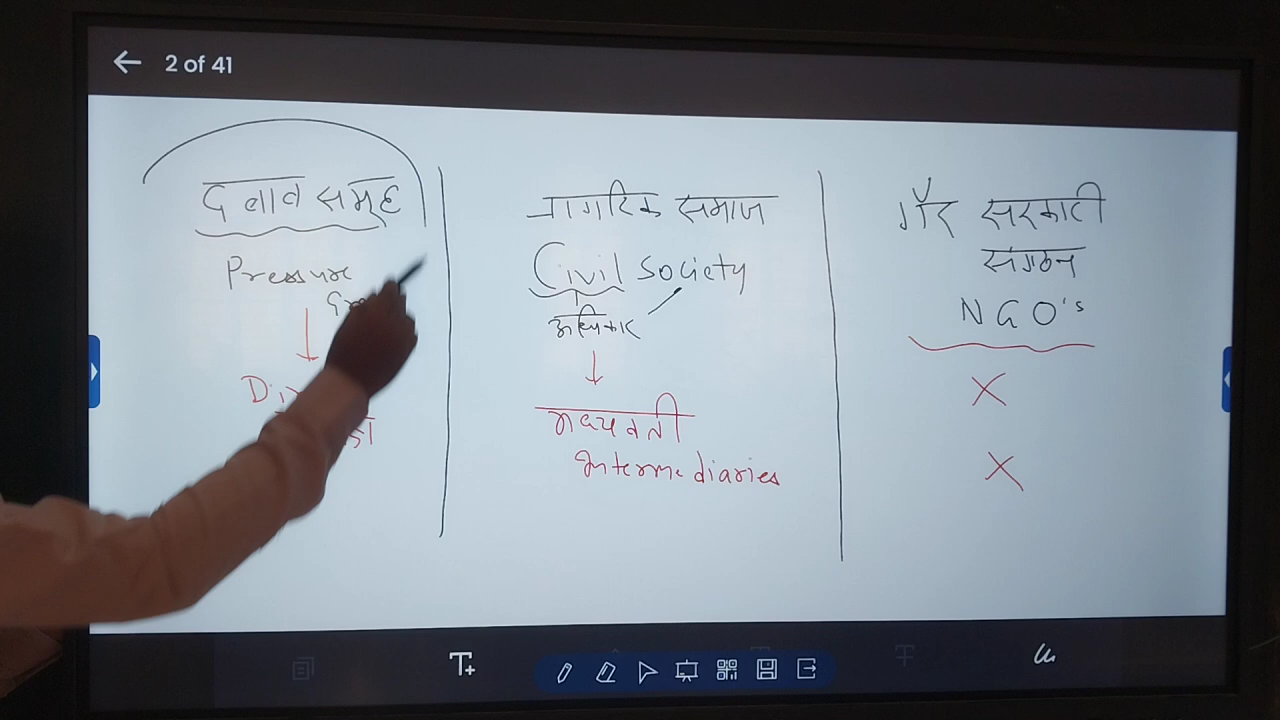 2 of 41
दबाव समूह
Pressure
नागरिक समाज
Civil Society
अधिकार
मध्यवर्ती
Intermediaries
गैर सरकारी
संगठन
NGO's
X
X